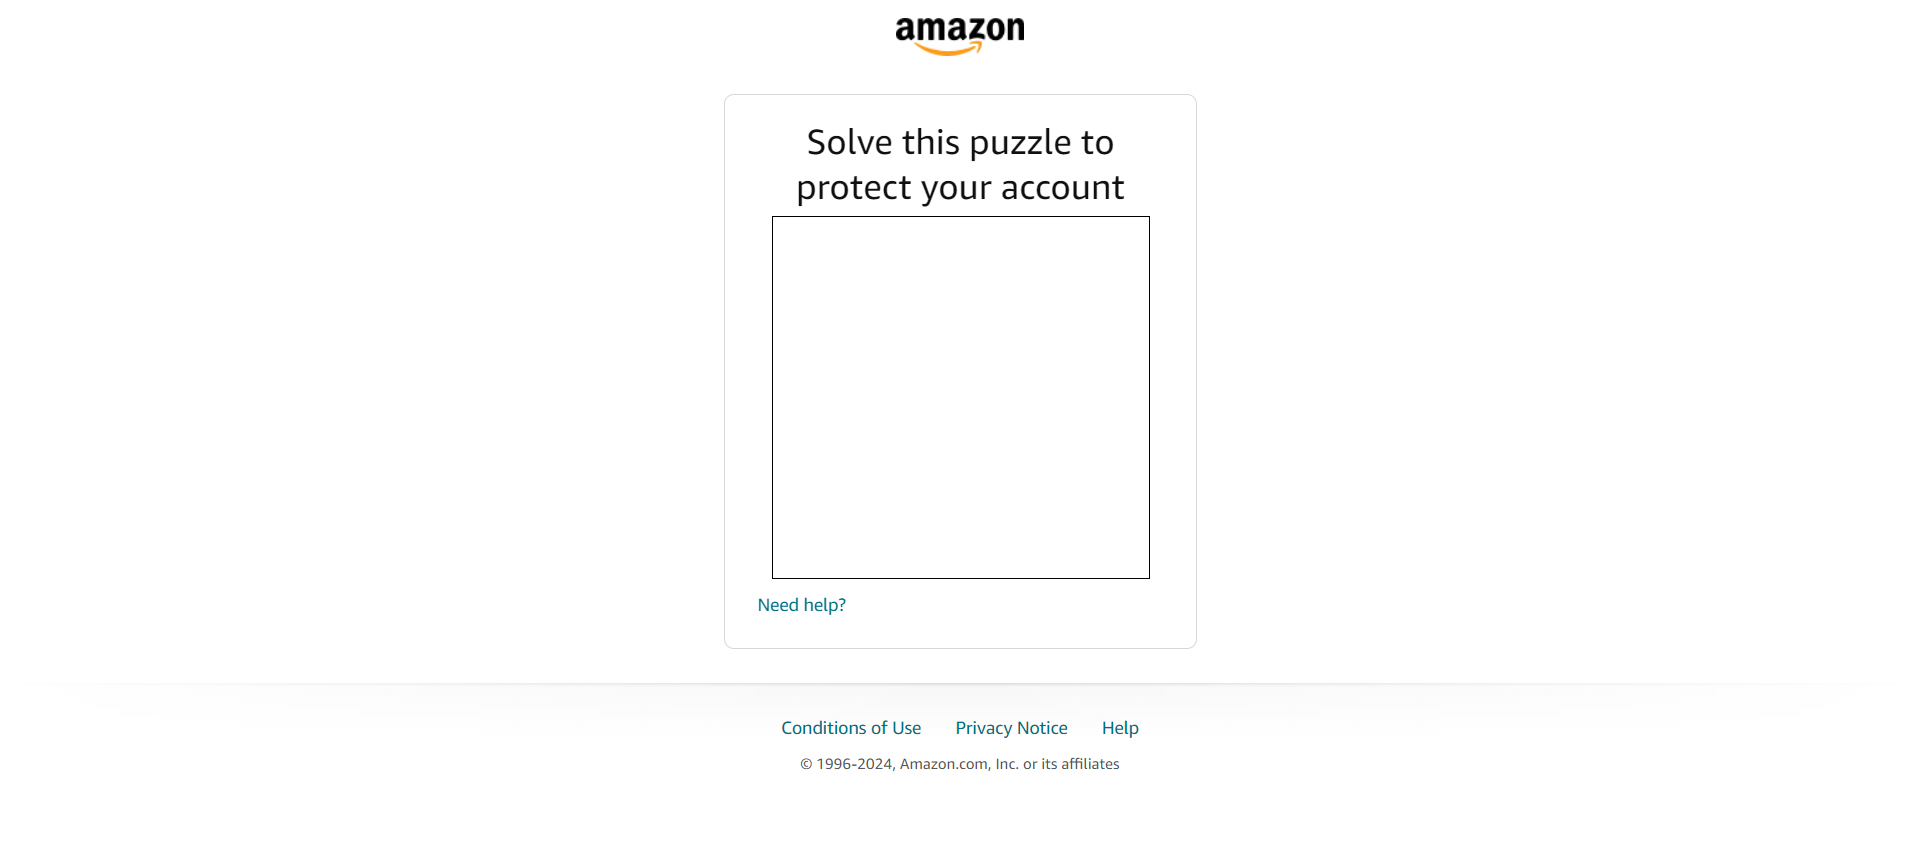 amazon
Solve this puzzle to
protect your account
Need help?
Conditions of Use Privacy Notice Help
© 1996-2024, Amazon.com, Inc. or its affiliates